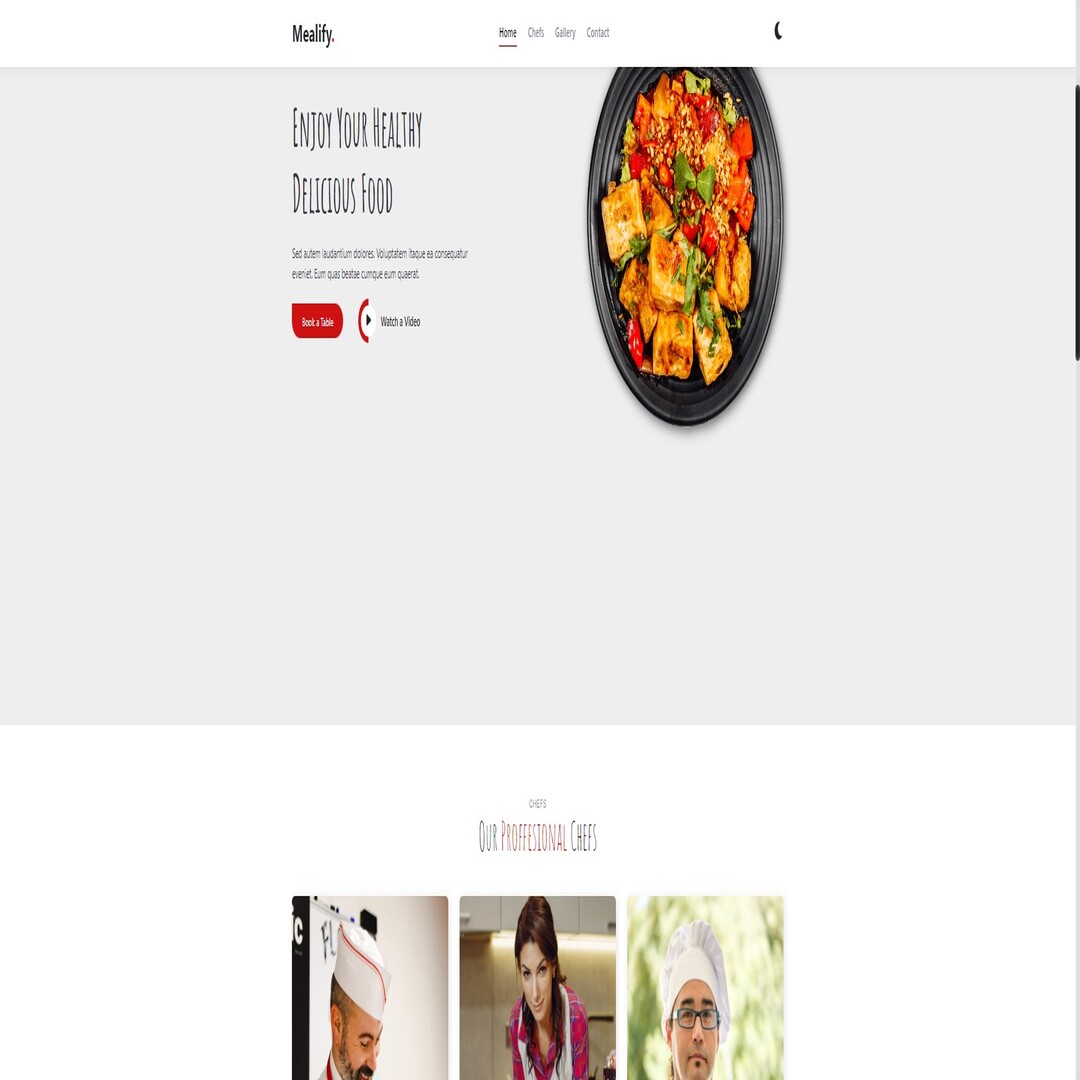 Mealify.
Home Chefs Gallery Contact
Enjoy Your Healthy
Delicious Food
Sed autem laudantium dolores. Voluptatem itaque ea consequatur
eveniet. Eum quas beatae cumque eum quaerat.
Book a Table
Watch a Video
CHEFS
Our Proffesional Chefs
C
FL